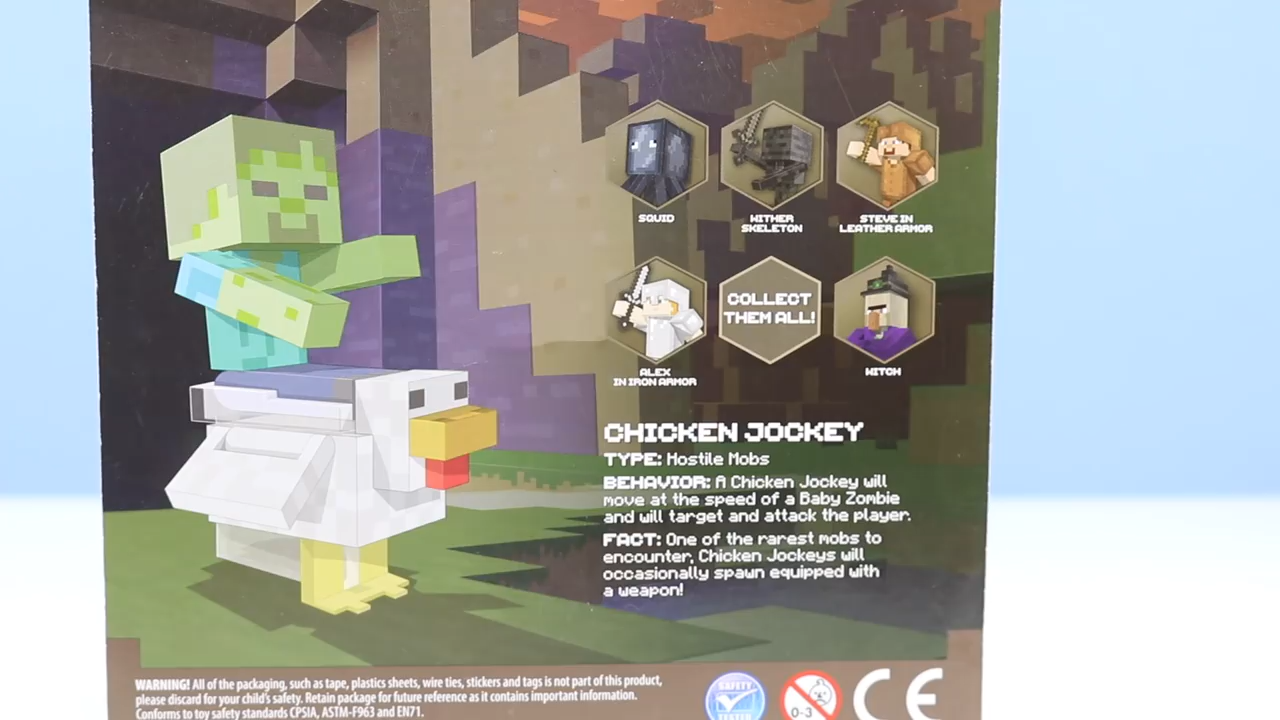 SQUID
WITHER
SKELETON
STEVE IN
LEATHER ARMOR
ALEX
IN IRON ARMOR
COLLECT
THEM ALL!
WITCH
CHICKEN JOCKEY
TYPE: Hostile Mobs
BEHAVIOR: A Chicken Jockey will
move at the speed of a Baby Zombie
and will target and attack the player.
FACT: One of the rarest mobs to
encounter, Chicken Jockeys will
occasionally spawn equipped with
a weapon!
WARNING! All of the packaging, such as tape, plastics sheets, wire ties, stickers and tags is not part of this product,
please discard for your child's safety. Retain package for future reference as it contains important information.
Conforms to toy safety standards CPSIA, ASTM-F963 and EN71.
SAFETY
TESTED
0-3
CE